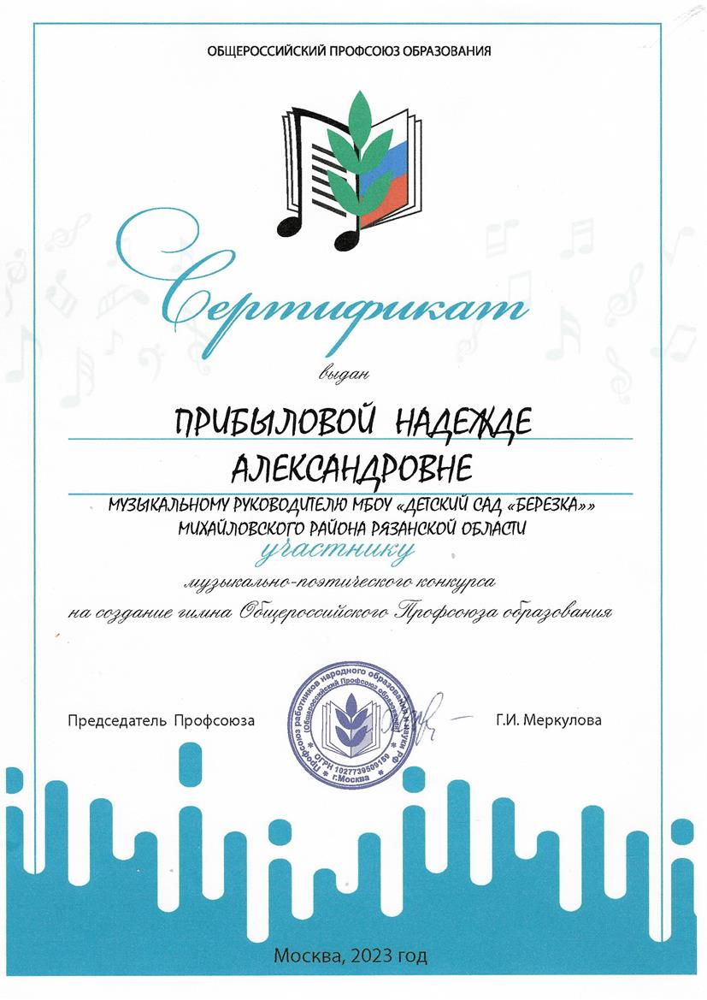 ОБЩЕРОССИЙСКИЙ ПРОФСОЮЗ ОБРАЗОВАНИЯ
Сертификат
выдан
ПРИБЫЛОВОЙ НАДЕЖДЕ
АЛЕКСАНДРОВНЕ
МУЗЫКАЛЬНОМУ РУКОВОДИТЕЛЮ МБОУ «ДЕТСКИЙ САД «БЕРЕЗКА»»
МИХАЙЛОВСКОГО РАЙОНА РЯЗАНСКОЙ ОБЛАСТИ
участнику
музыкально-поэтического конкурса
на создание гимна Общероссийского Профсоюза образования
Председатель Профсоюза
Профсоюз работников народного образования и науки РФ
(Общероссийский Профсоюз образования)
* ОГРН 1027739509159 *
* г.Москва *
Г.И. Меркулова
Москва, 2023 год